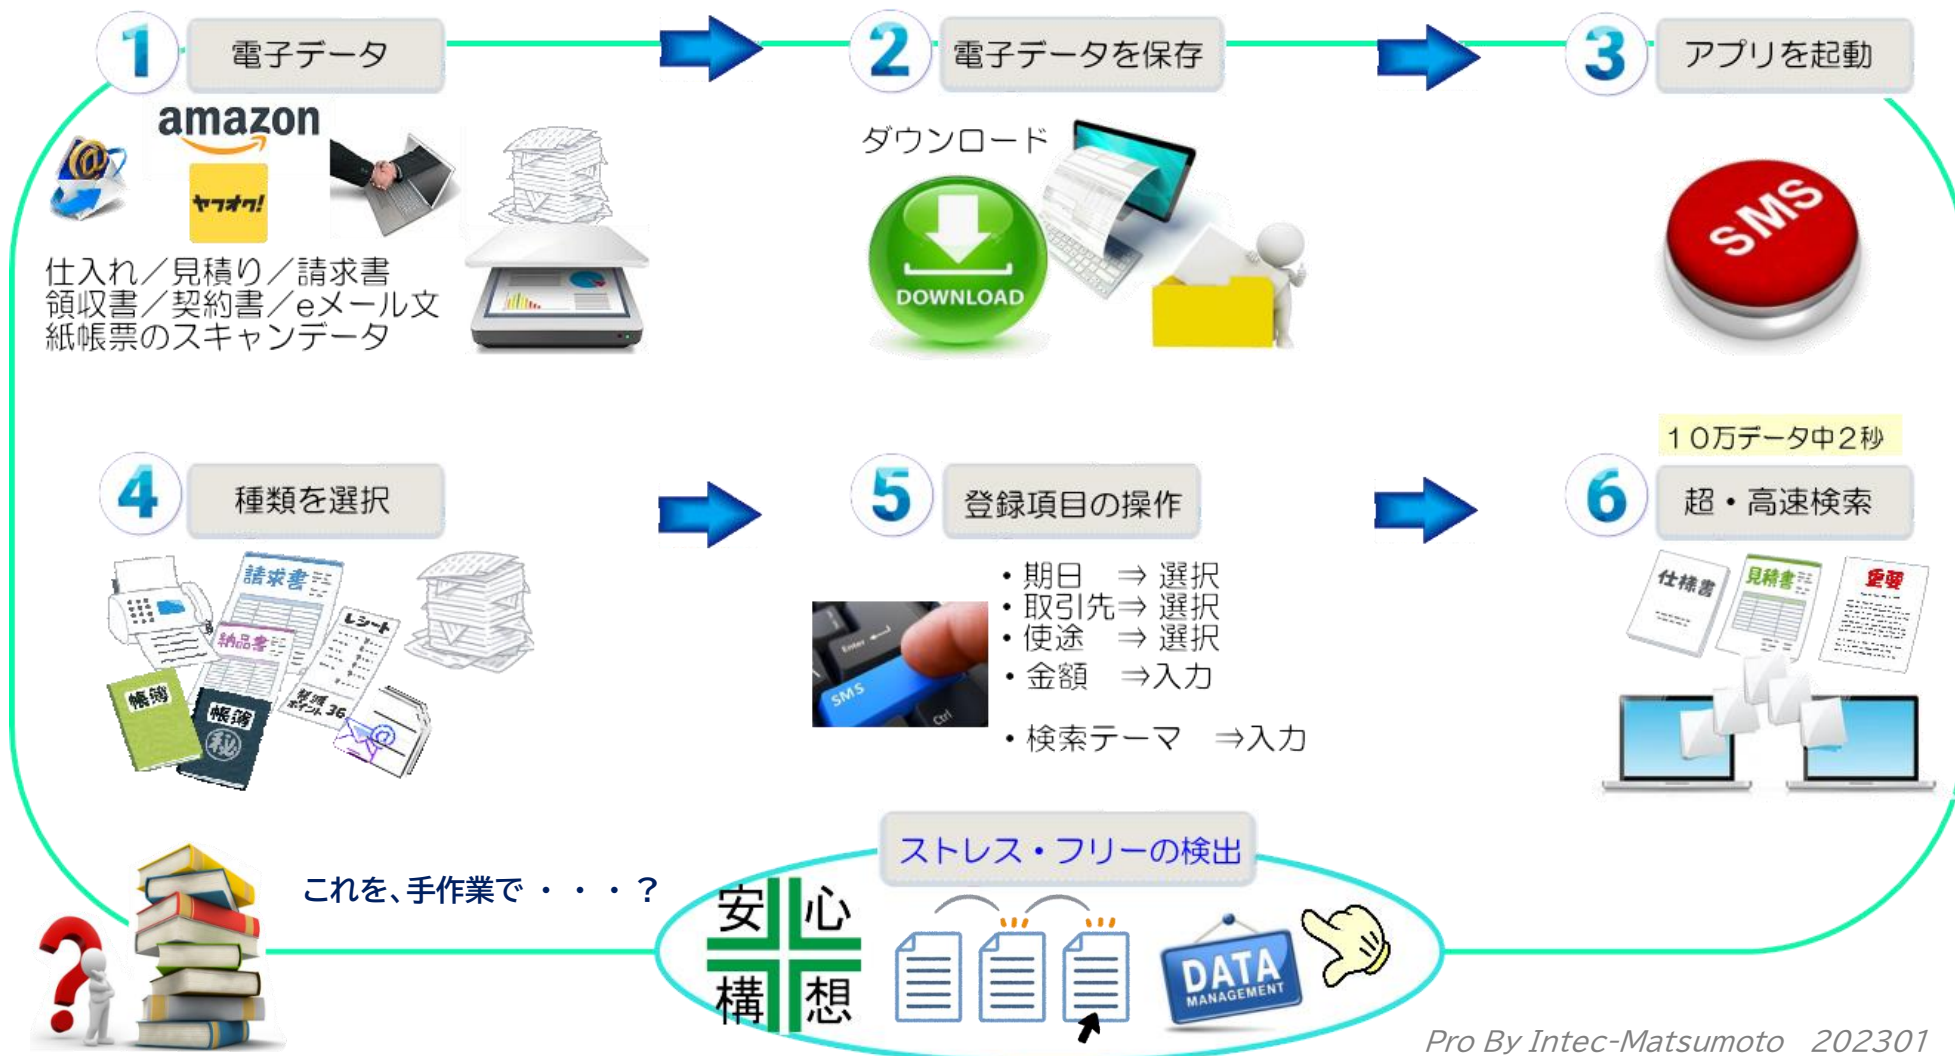 1
電子データ
2
電子データを保存
3
アプリを起動
amazon
ヤフオク!
@
仕入れ／見積り／請求書
領収書／契約書／eメール文
紙帳票のスキャンデータ
ダウンロード
DOWNLOAD
SMS
4
種類を選択
5
登録項目の操作
１０万データ中２秒
6
超・高速検索
請求書
納品書
レシート
ポイント 36
帳簿
帳簿
㊙
@
Enter
SMS
Ctrl
・期日　⇒ 選択
・取引先⇒ 選択
・使途　⇒ 選択
・金額　⇒入力
・検索テーマ　⇒入力
仕様書
見積書
重要
これを、手作業で ・ ・ ・ ？
ストレス・フリーの検出
安心
構想
DATA
MANAGEMENT
?
Pro By Intec-Matsumoto 202301